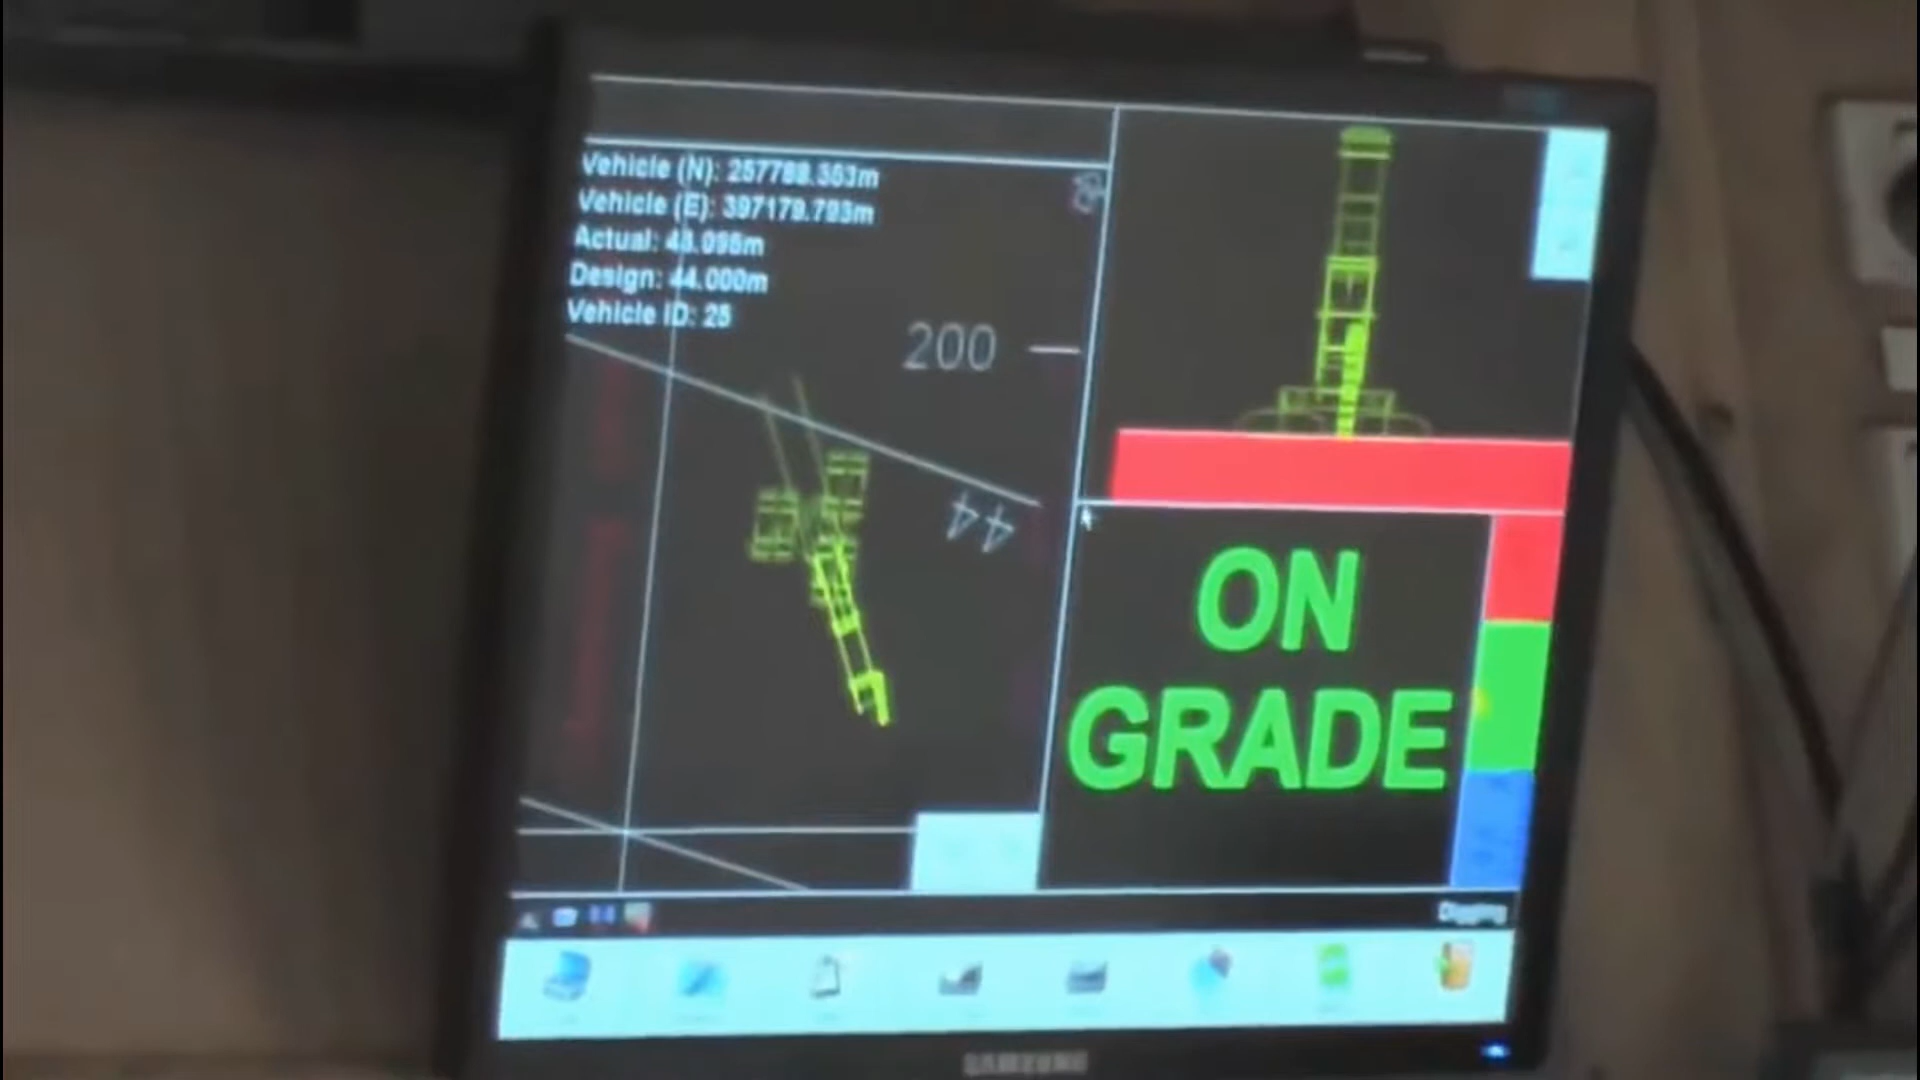 Vehicle (N): 257788.353m
Vehicle (E): 397179.793m
Actual: 43.098m
Design: 44.000m
Vehicle ID: 25
200
44
ON
GRADE
Digging
SAMSUNG